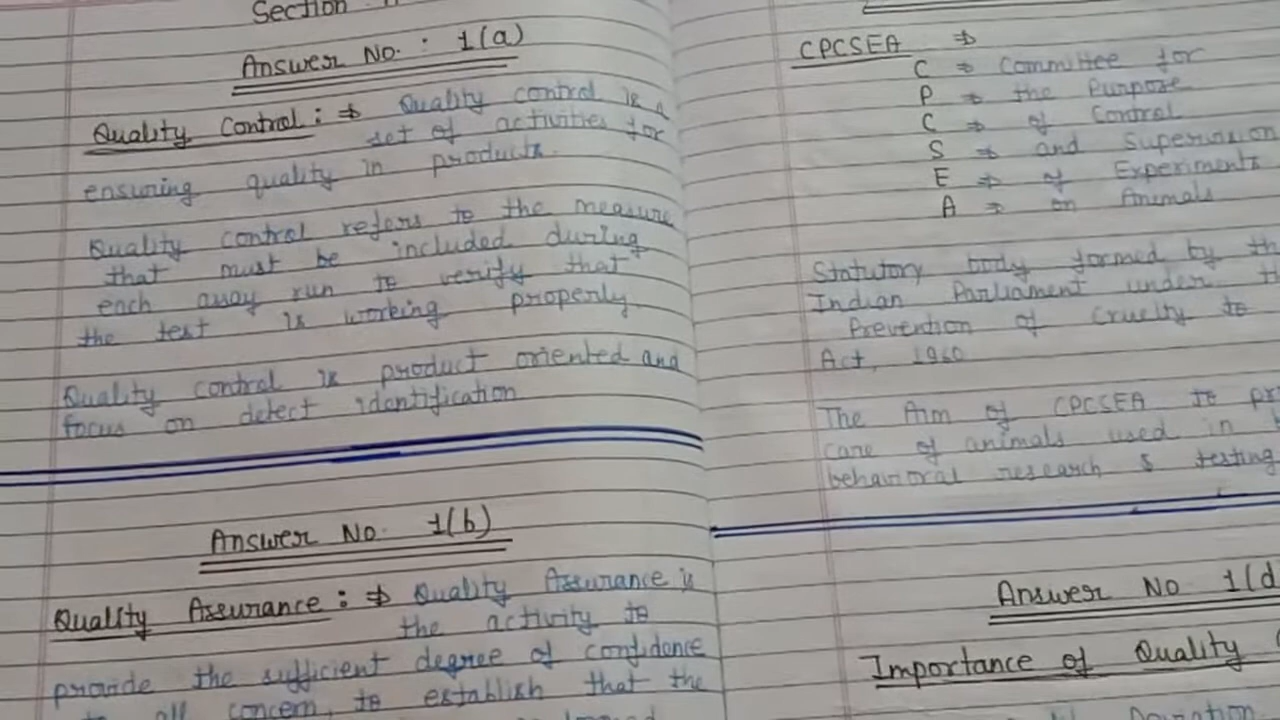 Section
Answer No. : 1(a)
Quality Control : ⇒ Quality control is a
set of activities for
ensuring quality in products.
Quality control refers to the measure
that must be included during
each assay run to verify that
the test is working properly
Quality control is product oriented and
focus on defect identification
Answer No. 1(b)
Quality Assurance : ⇒ Quality Assurance is
the activity to
provide the sufficient degree of confidence
to all concern, to establish that the
CPCSEA ⇒
C ⇒ Committee for
P ⇒ the Purpose
C ⇒ of Control
S ⇒ and Supervision
E ⇒ of Experiments
A ⇒ on Animals
Statutory body formed by th
Indian Parliament under th
Prevention of Cruelty to
Act, 1960
The Aim of CPCSEA to pr
care of animals used in
behavioral research & testing
Answer No 1(d
Importance of Quality